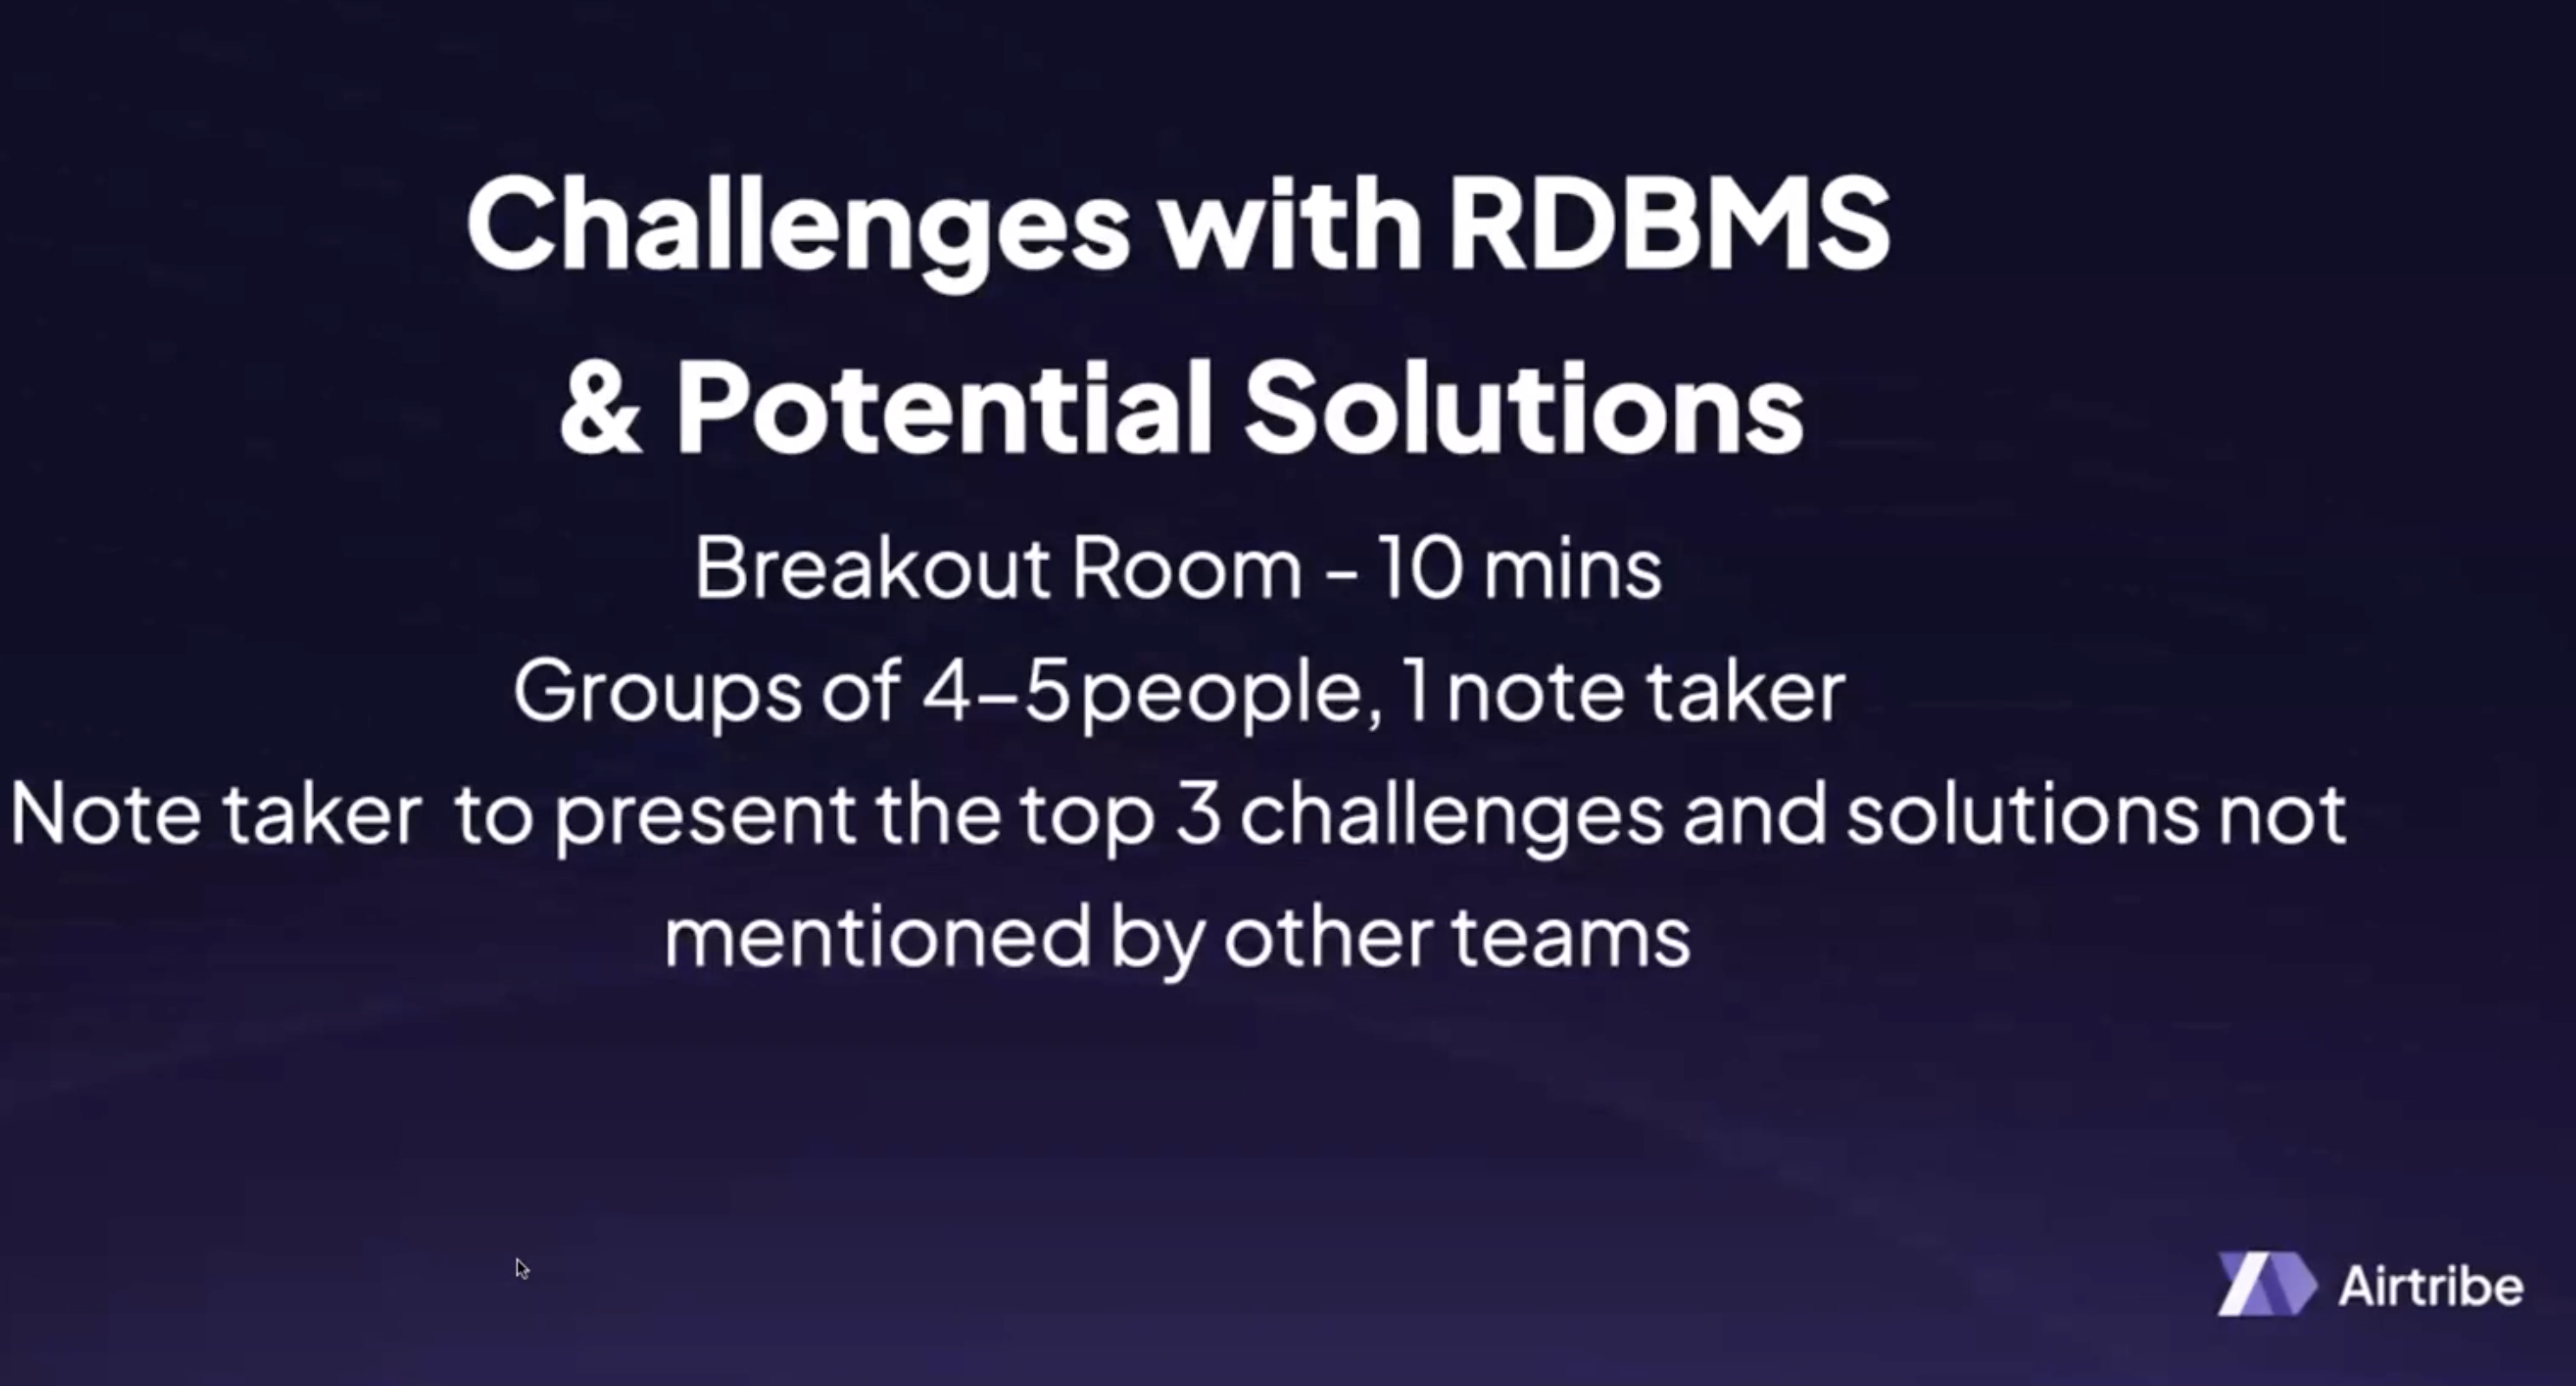 Challenges with RDBMS
& Potential Solutions
Breakout Room - 10 mins
Groups of 4–5 people, 1 note taker
Note taker to present the top 3 challenges and solutions not
mentioned by other teams
Airtribe